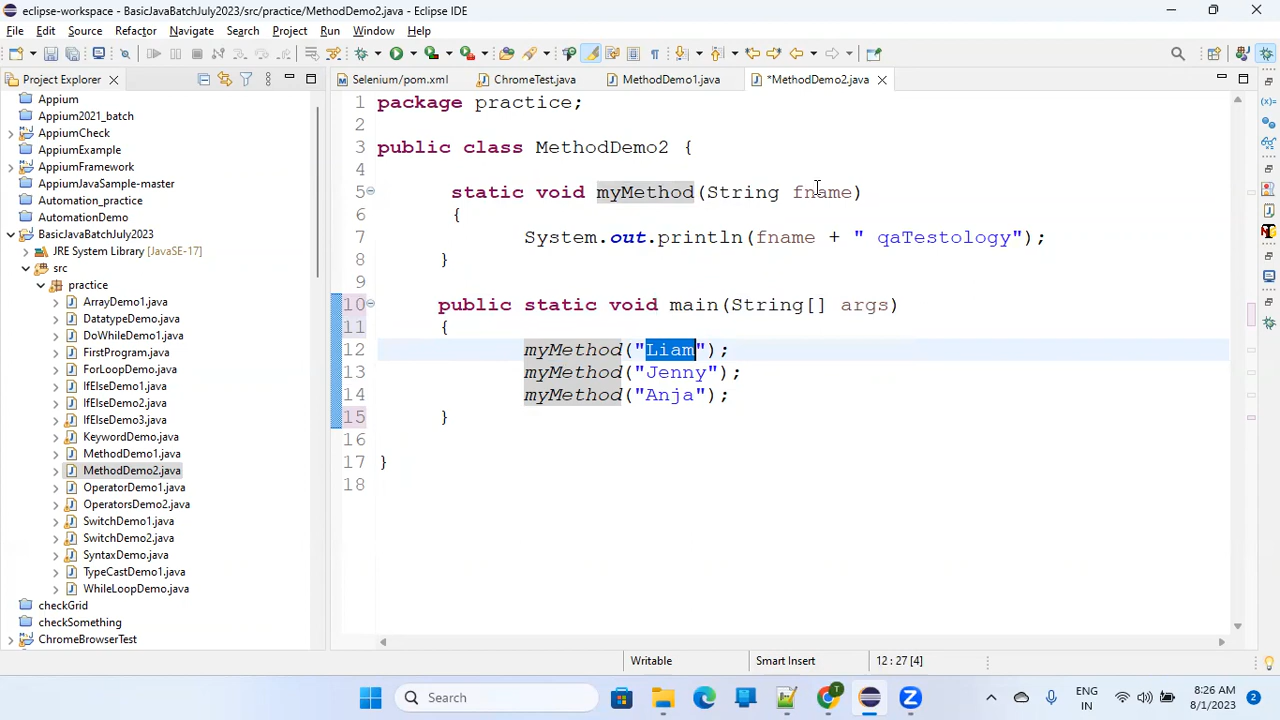 eclipse-workspace - BasicJavaBatchJuly2023/src/practice/MethodDemo2.java - Eclipse IDE
File Edit Source Refactor Navigate Search Project Run Window Help
Project Explorer
Selenium/pom.xml ChromeTest.java MethodDemo1.java *MethodDemo2.java
Appium
Appium2021_batch
AppiumCheck
AppiumExample
AppiumFramework
AppiumJavaSample-master
Automation_practice
AutomationDemo
BasicJavaBatchJuly2023
JRE System Library [JavaSE-17]
src
practice
ArrayDemo1.java
DatatypeDemo.java
DoWhileDemo1.java
FirstProgram.java
ForLoopDemo.java
IfElseDemo1.java
IfElseDemo2.java
IfElseDemo3.java
KeywordDemo.java
MethodDemo1.java
MethodDemo2.java
OperatorDemo1.java
OperatorsDemo2.java
SwitchDemo1.java
SwitchDemo2.java
SyntaxDemo.java
TypeCastDemo1.java
WhileLoopDemo.java
checkGrid
checkSomething
ChromeBrowserTest
1 package practice;
2
3 public class MethodDemo2 {
4
5 static void myMethod(String fname)
6 {
7 System.out.println(fname + " qaTestology");
8 }
9
10 public static void main(String[] args)
11 {
12 myMethod("Liam");
13 myMethod("Jenny");
14 myMethod("Anja");
15 }
16
17 }
18
Writable Smart Insert 12 : 27 [4]
Search
ENG
IN
8:26 AM
8/1/2023
2